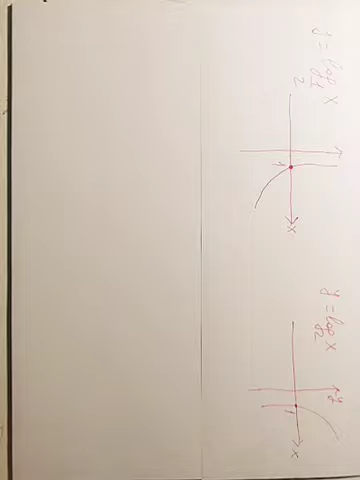 y = log_{1/2} x
1
x
y = log_2 x
y
1
x